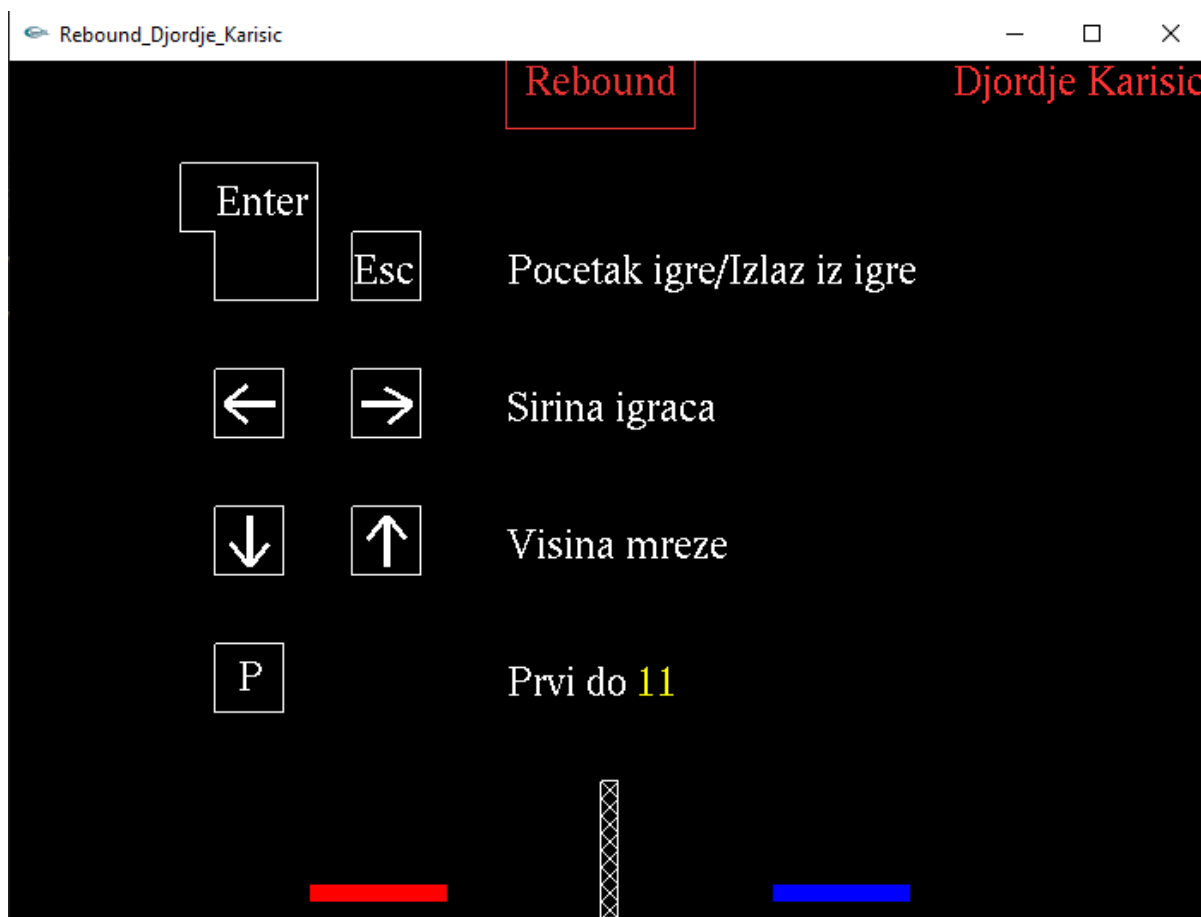 Rebound_Djordje_Karisic
Rebound Djordje Karisic
Enter
Esc Pocetak igre/Izlaz iz igre
Sirina igraca
Visina mreze
P Prvi do 11